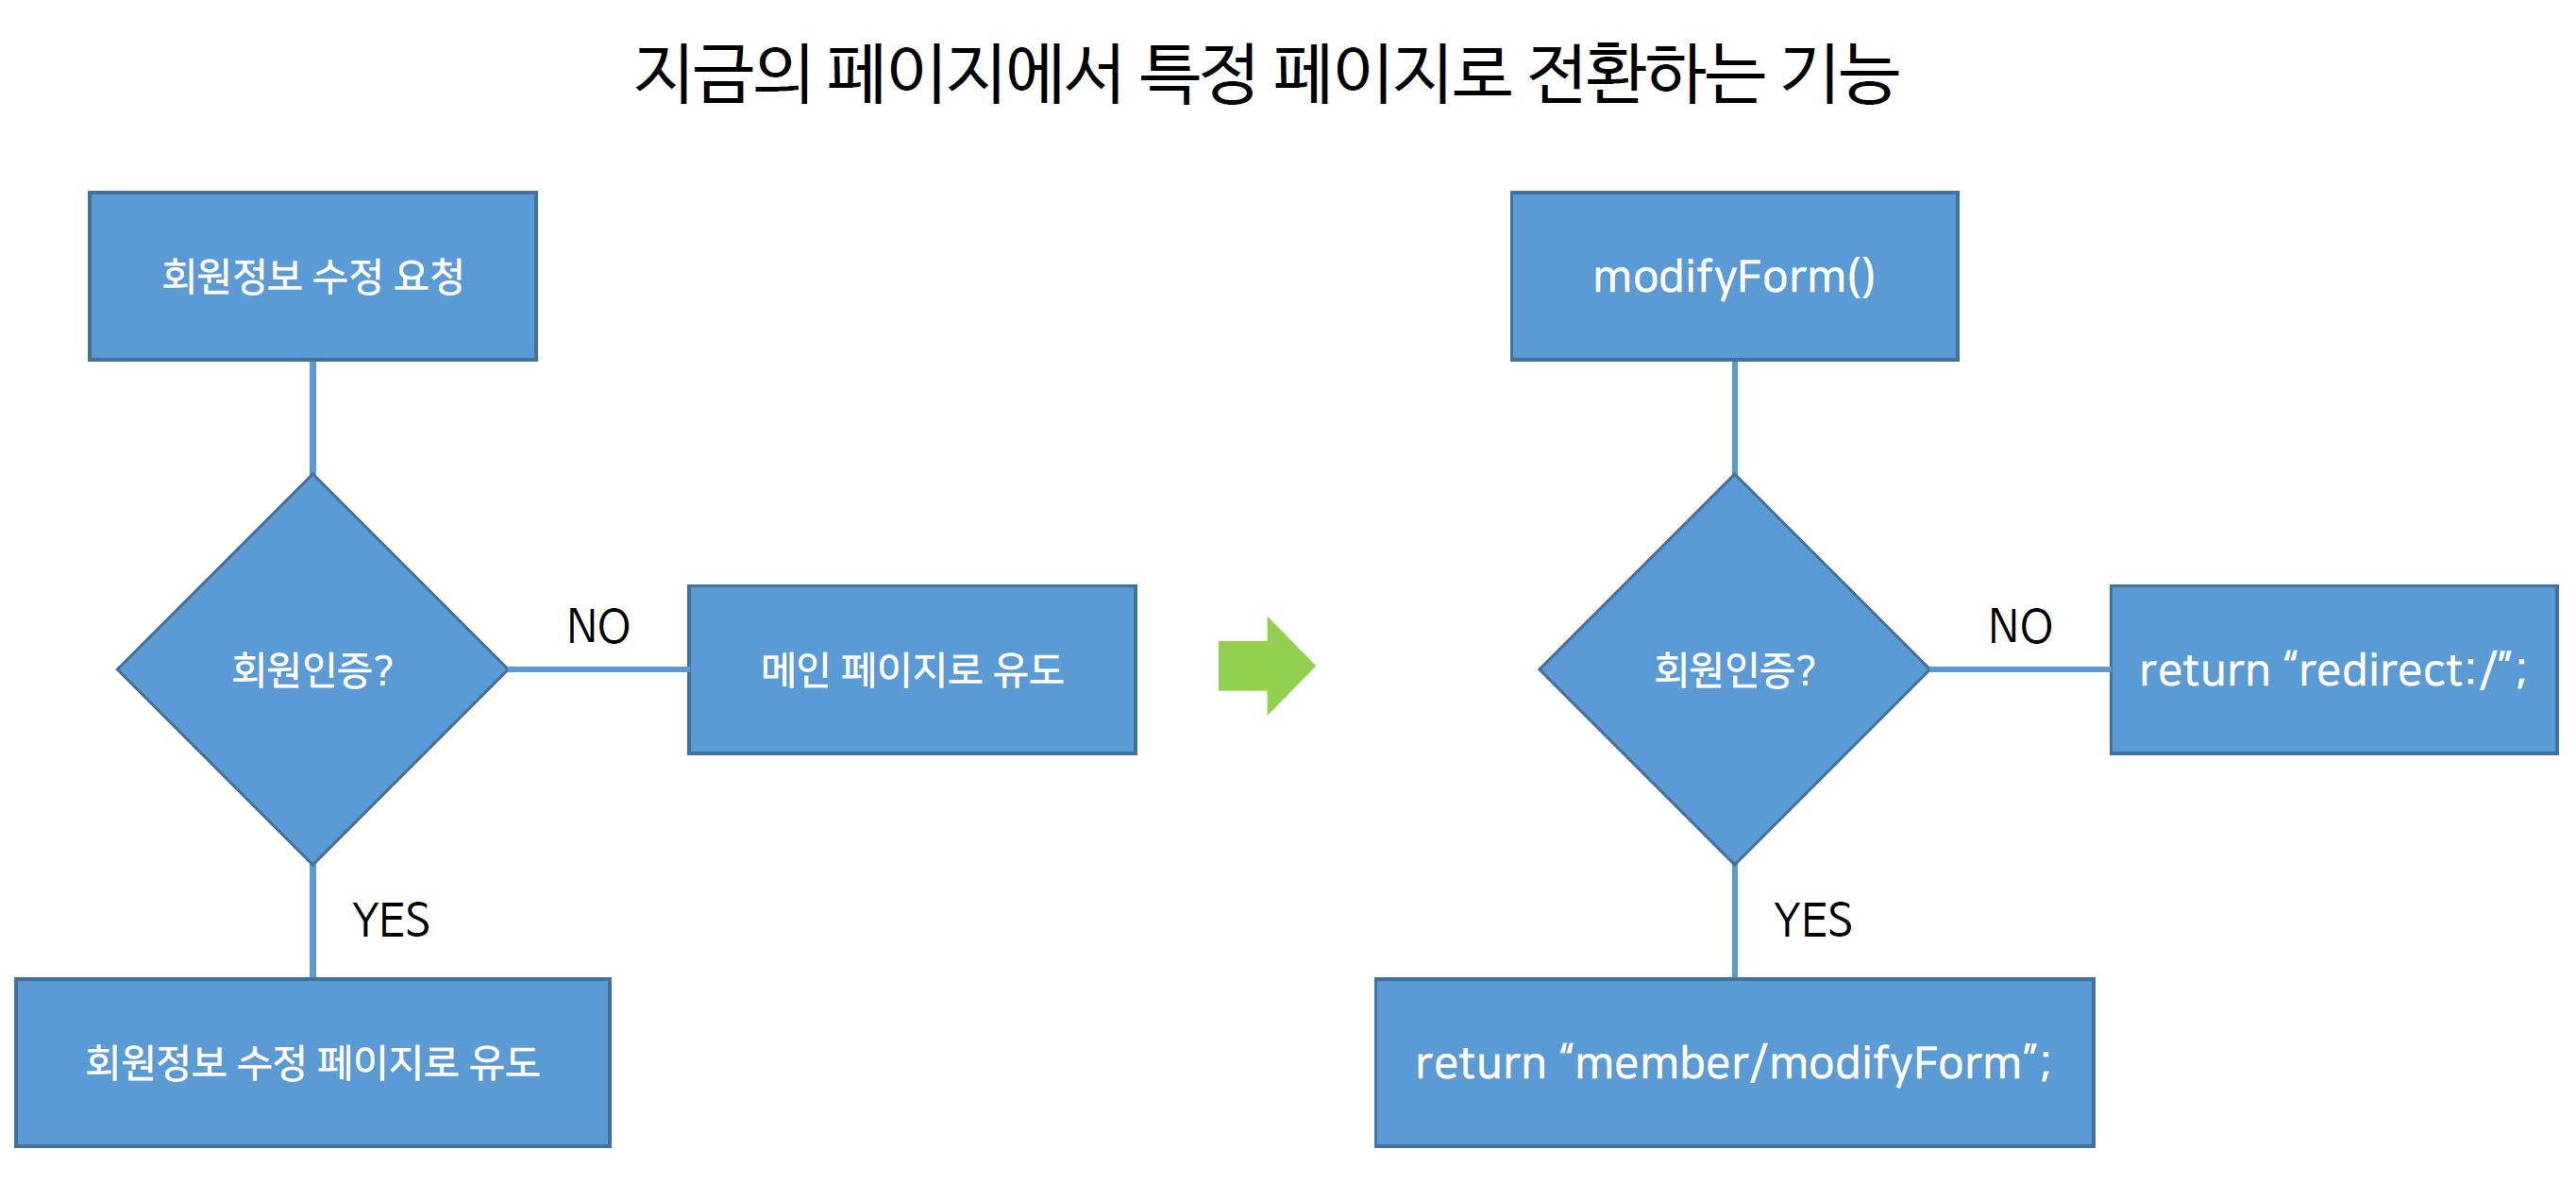 지금의 페이지에서 특정 페이지로 전환하는 기능
회원정보 수정 요청
회원인증?
NO
메인 페이지로 유도
YES
회원정보 수정 페이지로 유도
modifyForm()
회원인증?
NO
return “redirect:/”;
YES
return “member/modifyForm”;